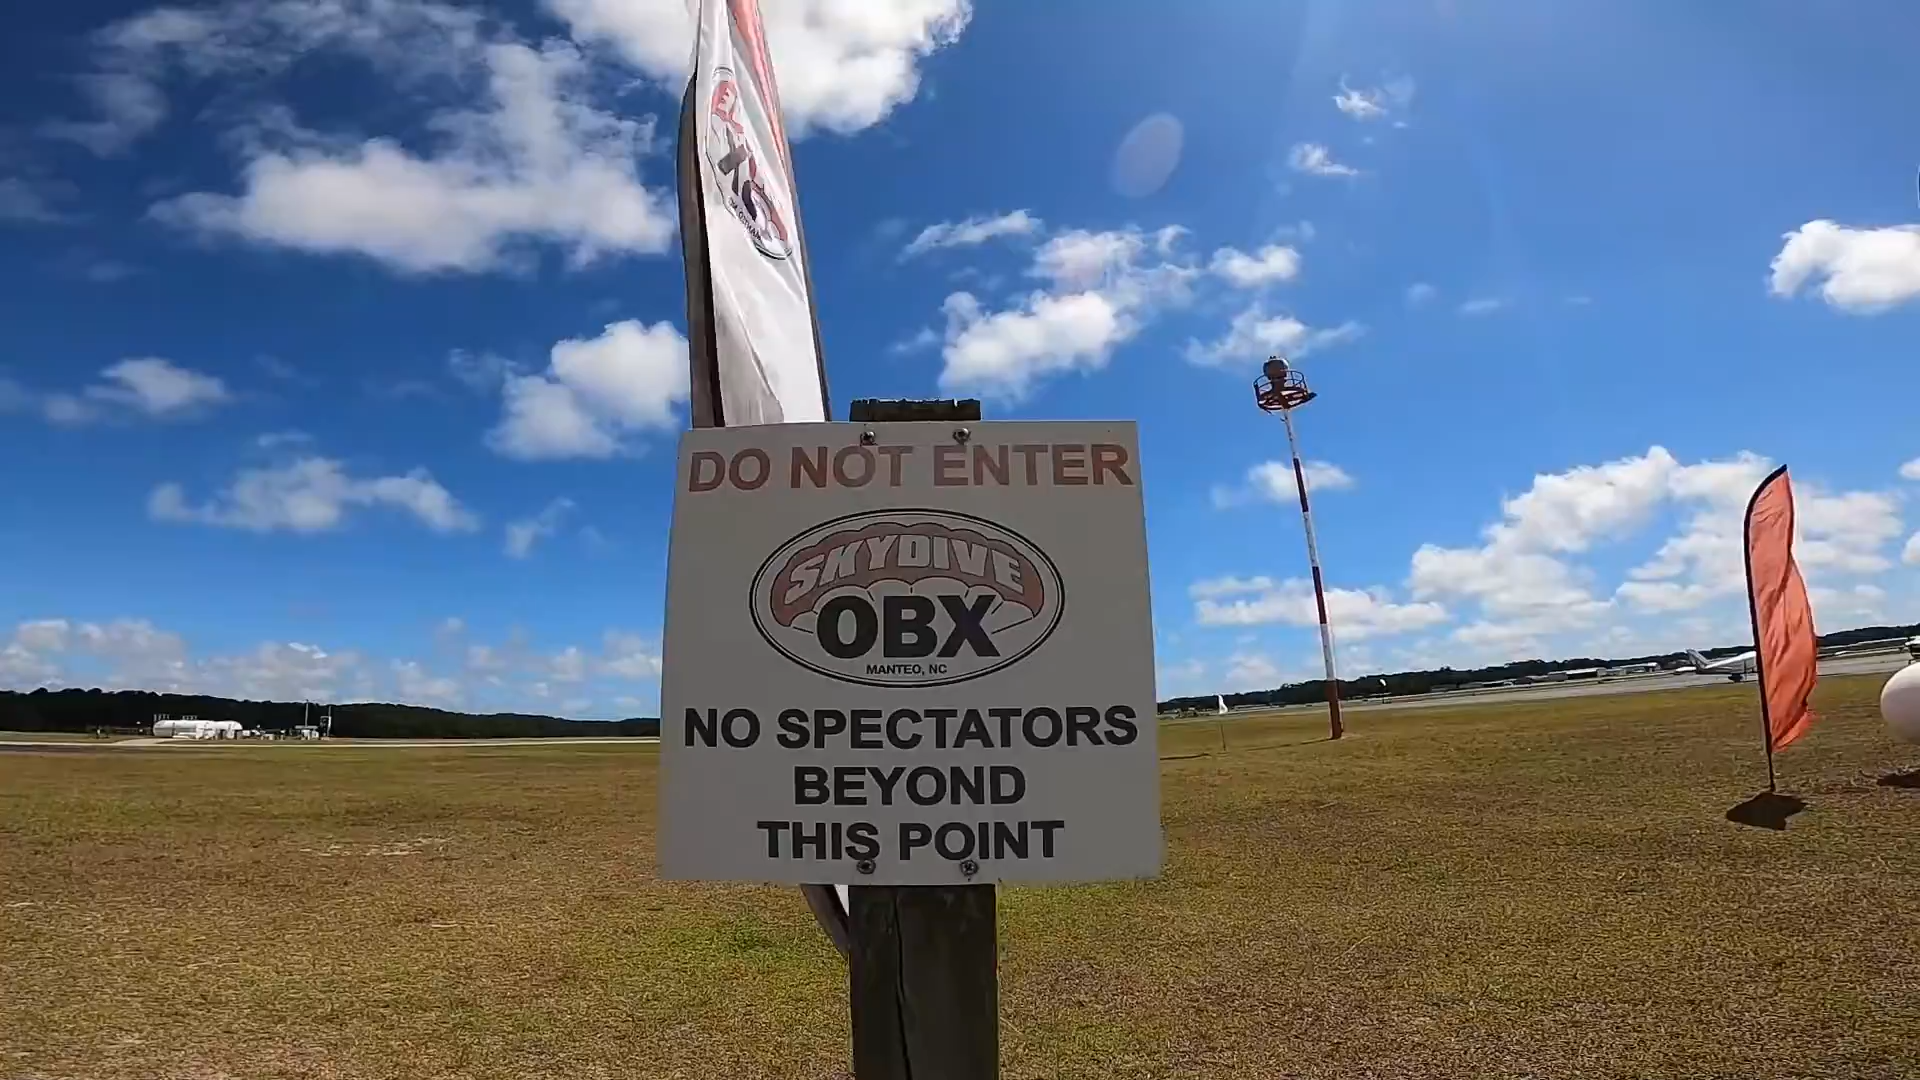 DO NOT ENTER
SKYDIVE
OBX
MANTEO, NC
NO SPECTATORS
BEYOND
THIS POINT